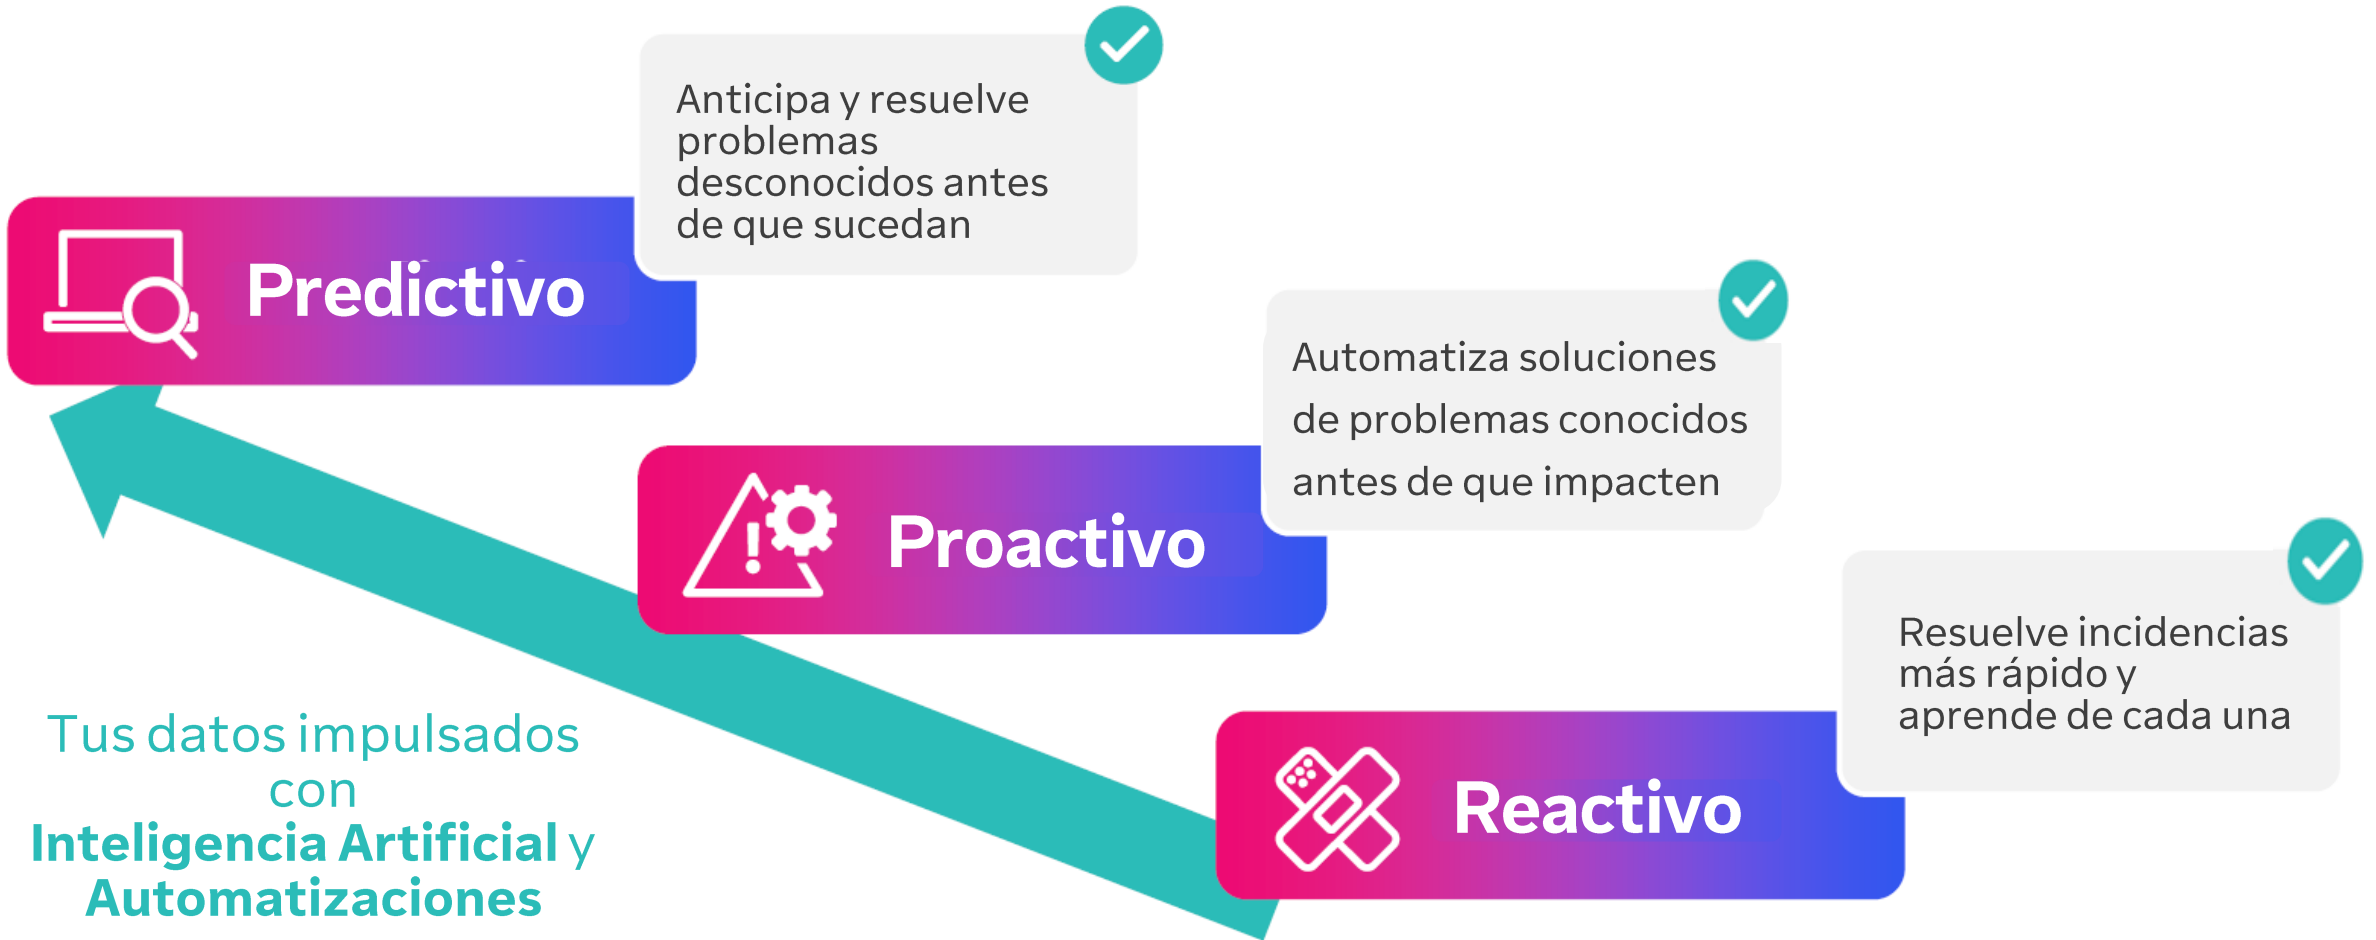 Anticipa y resuelve
problemas
desconocidos antes
de que sucedan
Predictivo
Automatiza soluciones
de problemas conocidos
antes de que impacten
Proactivo
Resuelve incidencias
más rápido y
aprende de cada una
Reactivo
Tus datos impulsados
con
Inteligencia Artificial y
Automatizaciones